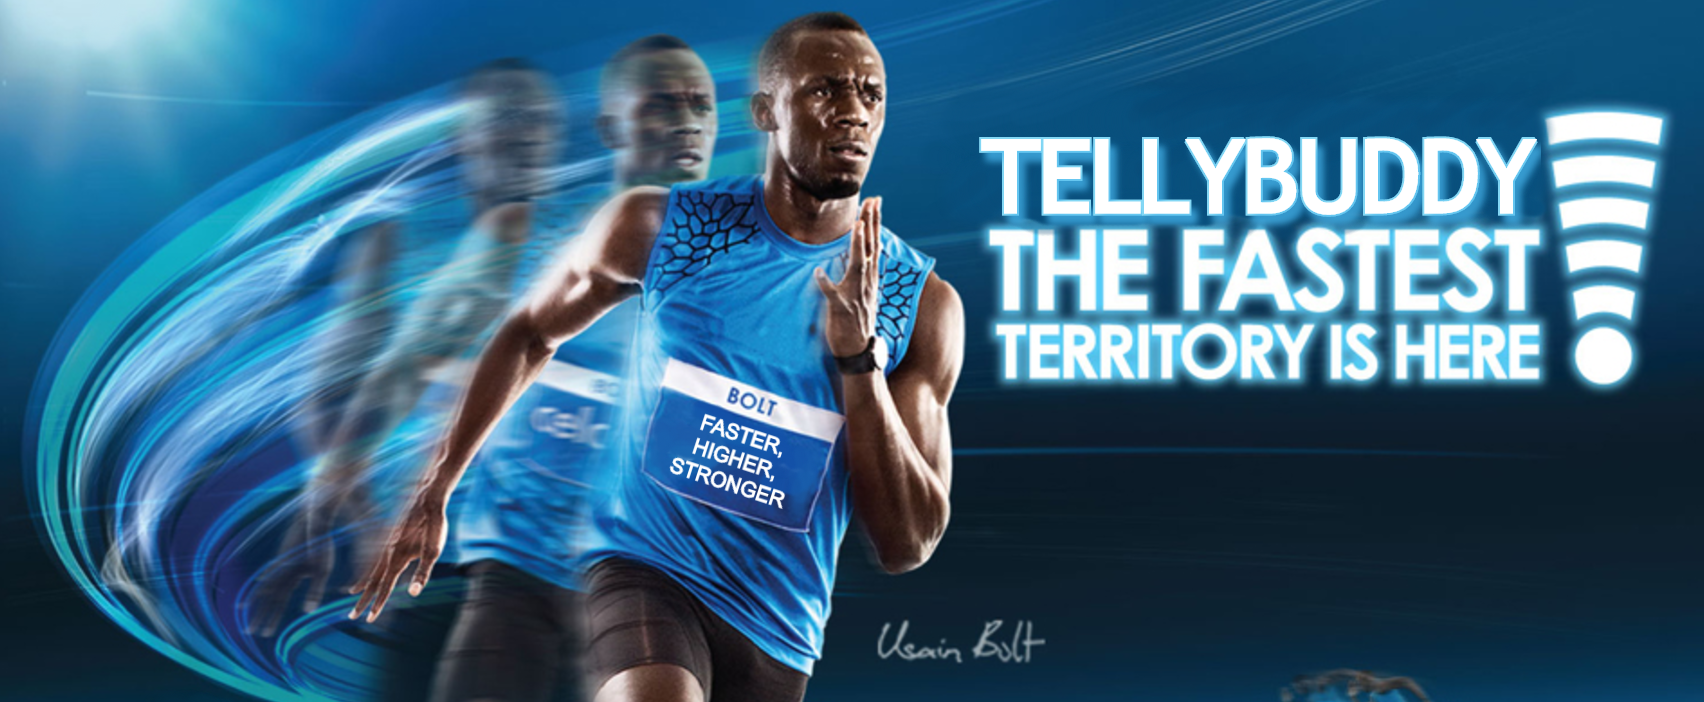 TELLYBUDDY
THE FASTEST
TERRITORY IS HERE
BOLT
FASTER,
HIGHER,
STRONGER
Usain Bolt